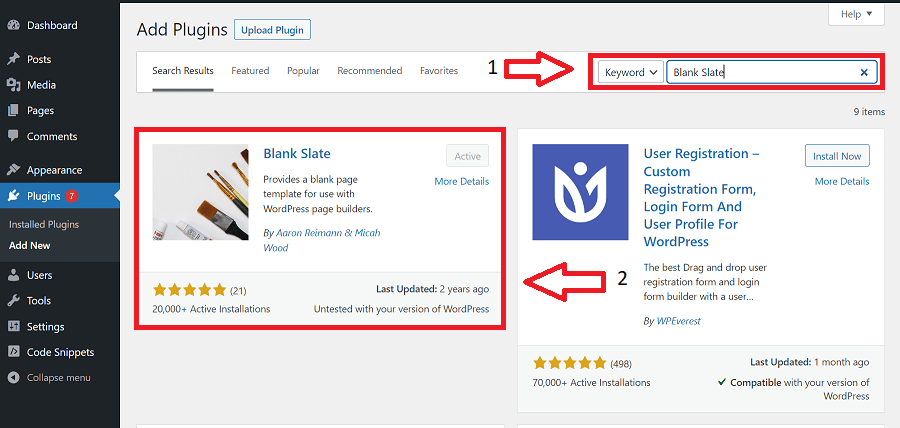 Dashboard
Posts
Media
Pages
Comments
Appearance
Plugins 7
Installed Plugins
Add New
Users
Tools
Settings
Code Snippets
Collapse menu
Help ▼
Add Plugins Upload Plugin
Search Results Featured Popular Recommended Favorites 1 Keyword Blank Slate ×
9 items
Blank Slate
Active
More Details
Provides a blank page
template for use with
WordPress page builders.
By Aaron Reimann & Micah
Wood
(21)
Last Updated: 2 years ago
20,000+ Active Installations
Untested with your version of WordPress
2
User Registration –
Custom
Registration Form,
Login Form And
User Profile For
WordPress
Install Now
More Details
The best Drag and drop user
registration form and login
form builder with a user...
By WPEverest
(498)
Last Updated: 1 month ago
70,000+ Active Installations
✓ Compatible with your version of
WordPress